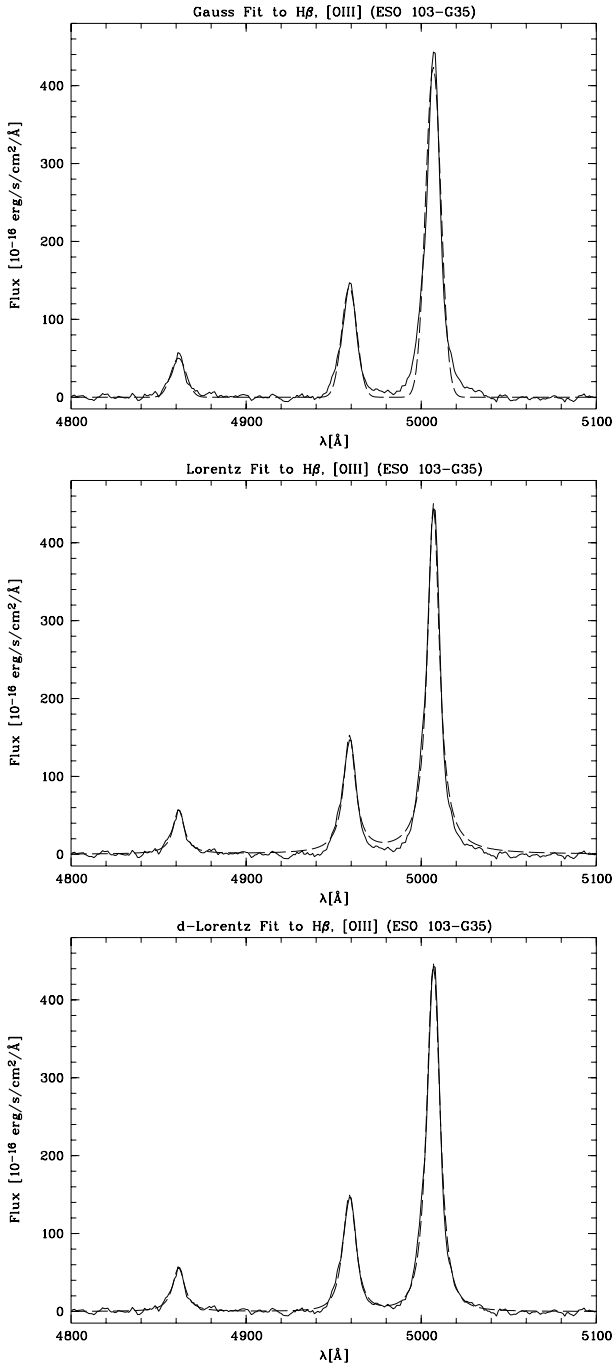 Gauss Fit to Hβ, [OIII] (ESO 103-G35)
Flux [10⁻¹⁶ erg/s/cm2/Å]
400
300
200
100
0
4800 4900 5000 5100
λ[Å]
Lorentz Fit to Hβ, [OIII] (ESO 103-G35)
Flux [10⁻¹⁶ erg/s/cm2/Å]
400
300
200
100
0
4800 4900 5000 5100
λ[Å]
d-Lorentz Fit to Hβ, [OIII] (ESO 103-G35)
Flux [10⁻¹⁶ erg/s/cm2/Å]
400
300
200
100
0
4800 4900 5000 5100
λ[Å]